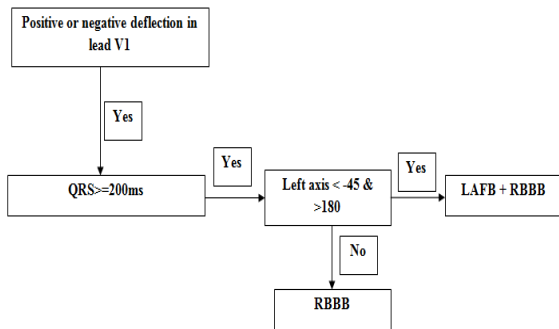 Positive or negative deflection in
lead V1
Yes
Yes
Yes
QRS>=200ms
Left axis < -45 &
>180
LAFB + RBBB
No
RBBB